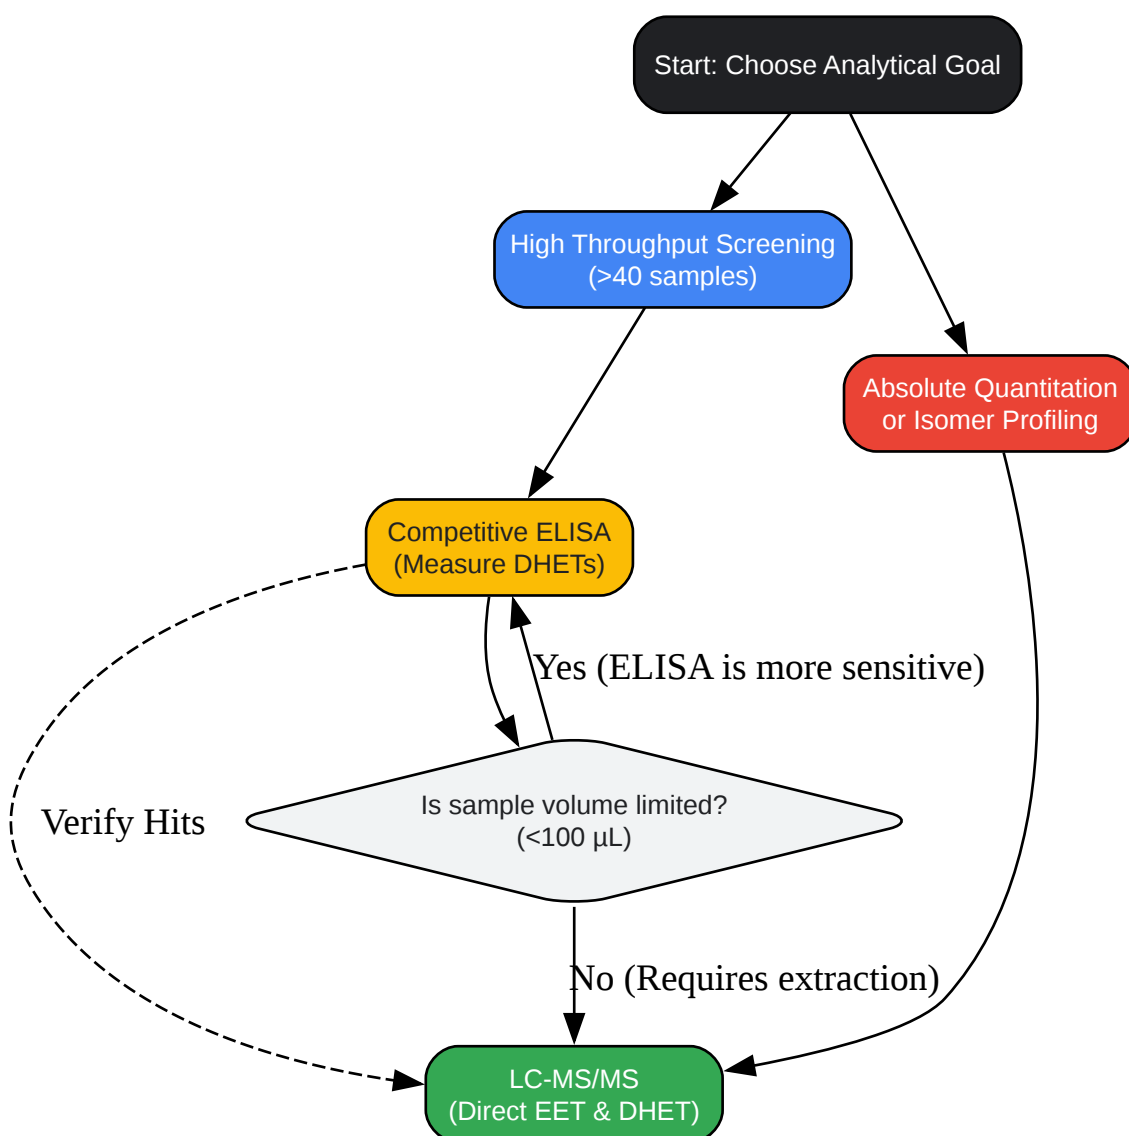 Start: Choose Analytical Goal
High Throughput Screening
(>40 samples)
Absolute Quantitation
or Isomer Profiling
Competitive ELISA
(Measure DHETs)
Yes (ELISA is more sensitive)
Is sample volume limited?
(<100 µL)
Verify Hits
No (Requires extraction)
LC-MS/MS
(Direct EET & DHET)